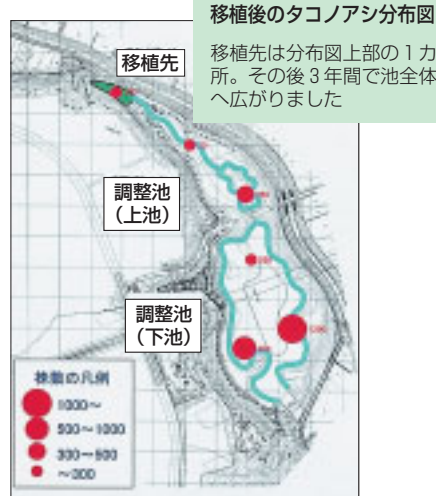 移植後のタコノアシ分布図
移植先は分布図上部の１カ
所。その後３年間で池全体
へ広がりました
移植先
調整池
（上池）
調整池
（下池）
株数の凡例
1000～
500～1000
300～500
～300